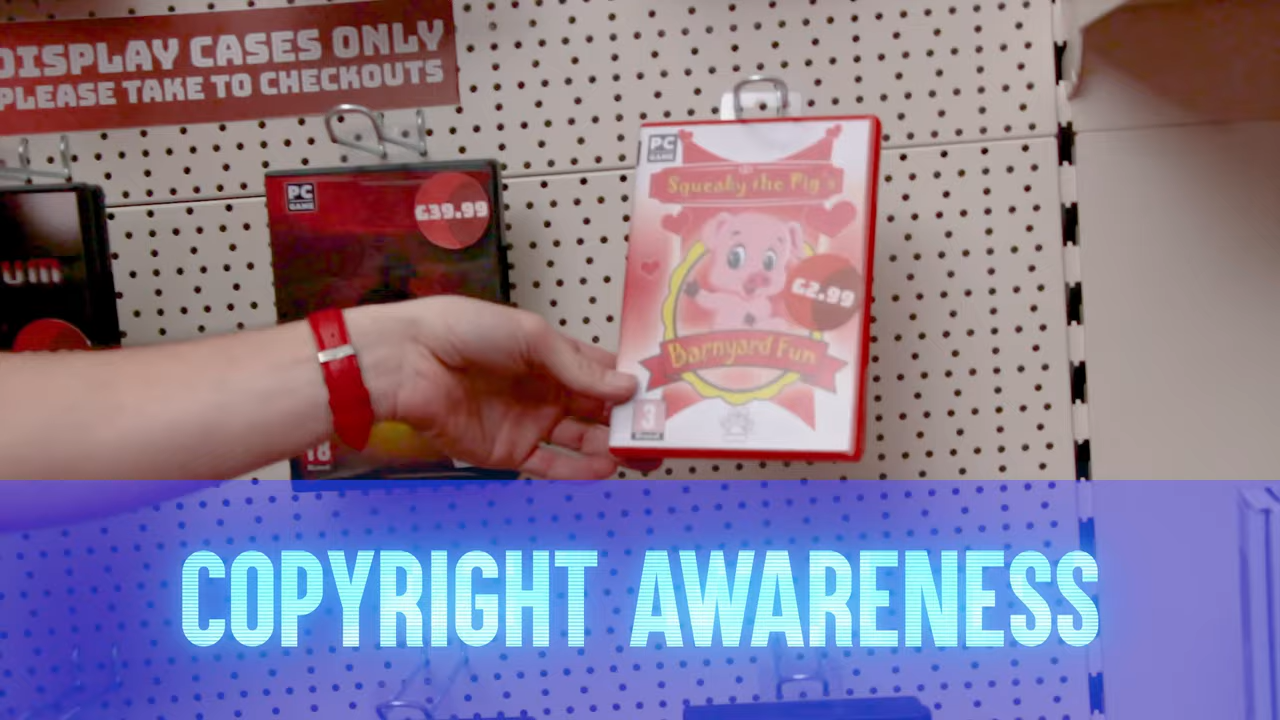 DISPLAY CASES ONLY
PLEASE TAKE TO CHECKOUTS
PC
GAME
£39.99
UM
18
PC
GAME
Squeaky the Pig's
£2.99
Barnyard Fun
3
COPYRIGHT AWARENESS